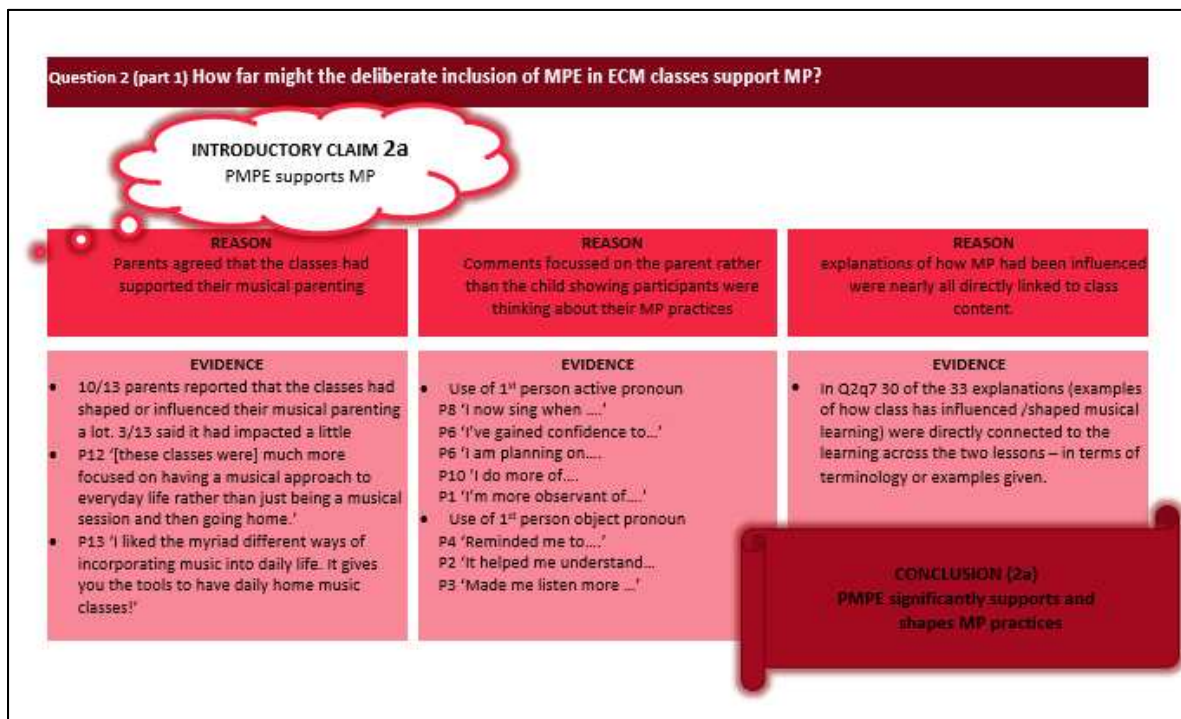 Question 2 (part 1) How far might the deliberate inclusion of MPE in ECM classes support MP?
INTRODUCTORY CLAIM 2a
PMPE supports MP
REASON
Parents agreed that the classes had
supported their musical parenting
REASON
Comments focussed on the parent rather
than the child showing participants were
thinking about their MP practices
REASON
explanations of how MP had been influenced
were nearly all directly linked to class
content.
EVIDENCE
• 10/13 parents reported that the classes had
shaped or influenced their musical parenting
a lot. 3/13 said it had impacted a little
• P12 '[these classes were] much more
focused on having a musical approach to
everyday life rather than just being a musical
session and then going home.'
• P13 'I liked the myriad different ways of
incorporating music into daily life. It gives
you the tools to have daily home music
classes!'
EVIDENCE
• Use of 1st person active pronoun
P8 'I now sing when ....'
P6 'I've gained confidence to...'
P6 'I am planning on....
P10 'I do more of....
P1 'I'm more observant of....'
• Use of 1st person object pronoun
P4 'Reminded me to....'
P2 'It helped me understand...
P3 'Made me listen more ...'
EVIDENCE
• In Q2q7 30 of the 33 explanations (examples
of how class has influenced /shaped musical
learning) were directly connected to the
learning across the two lessons – in terms of
terminology or examples given.
CONCLUSION (2a)
PMPE significantly supports and
shapes MP practices